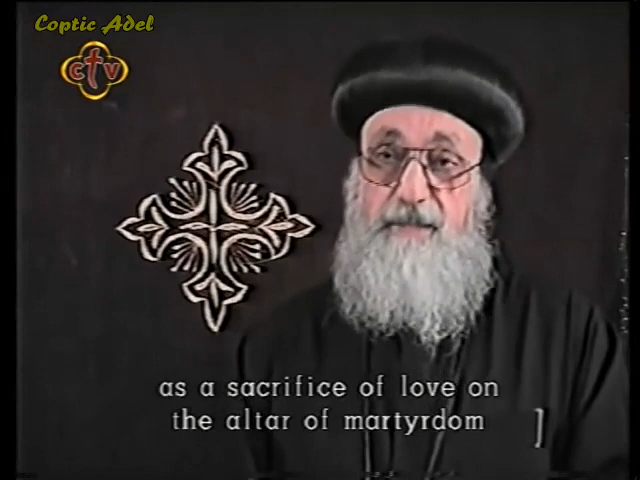 Coptic Adel
CTV
as a sacrifice of love on
the altar of martyrdom